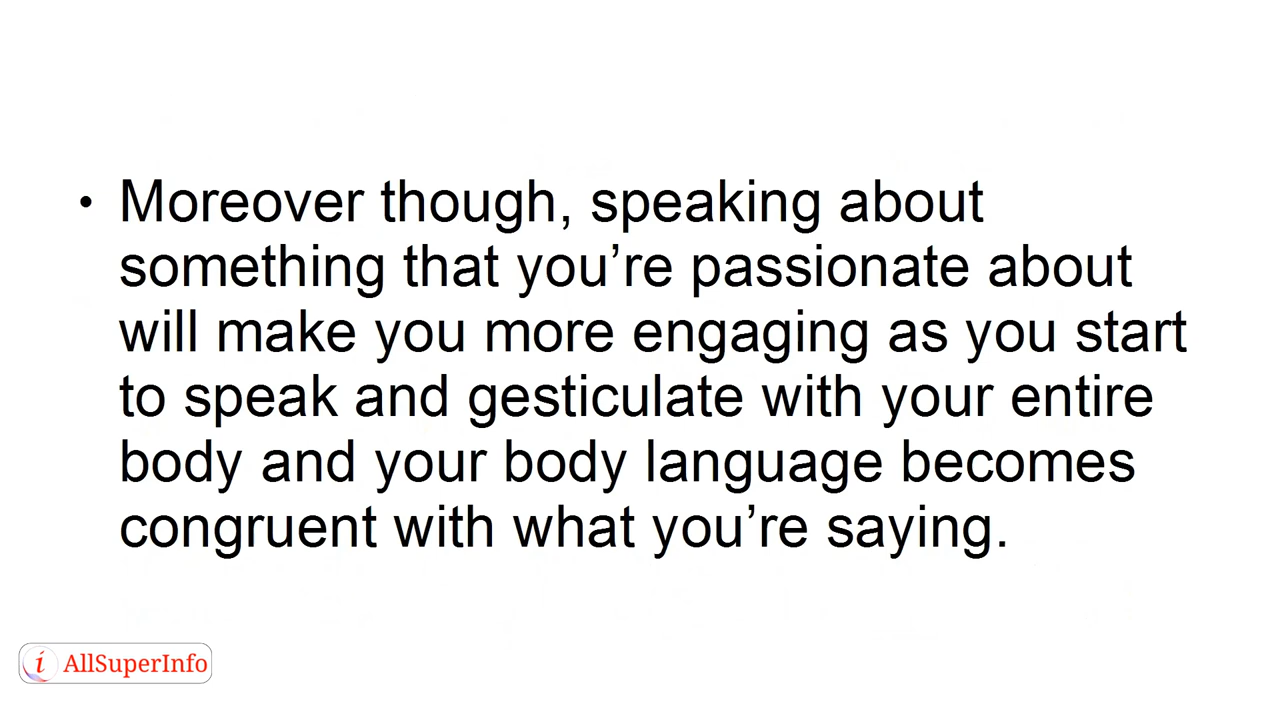 • Moreover though, speaking about
something that you’re passionate about
will make you more engaging as you start
to speak and gesticulate with your entire
body and your body language becomes
congruent with what you’re saying.
i AllSuperInfo